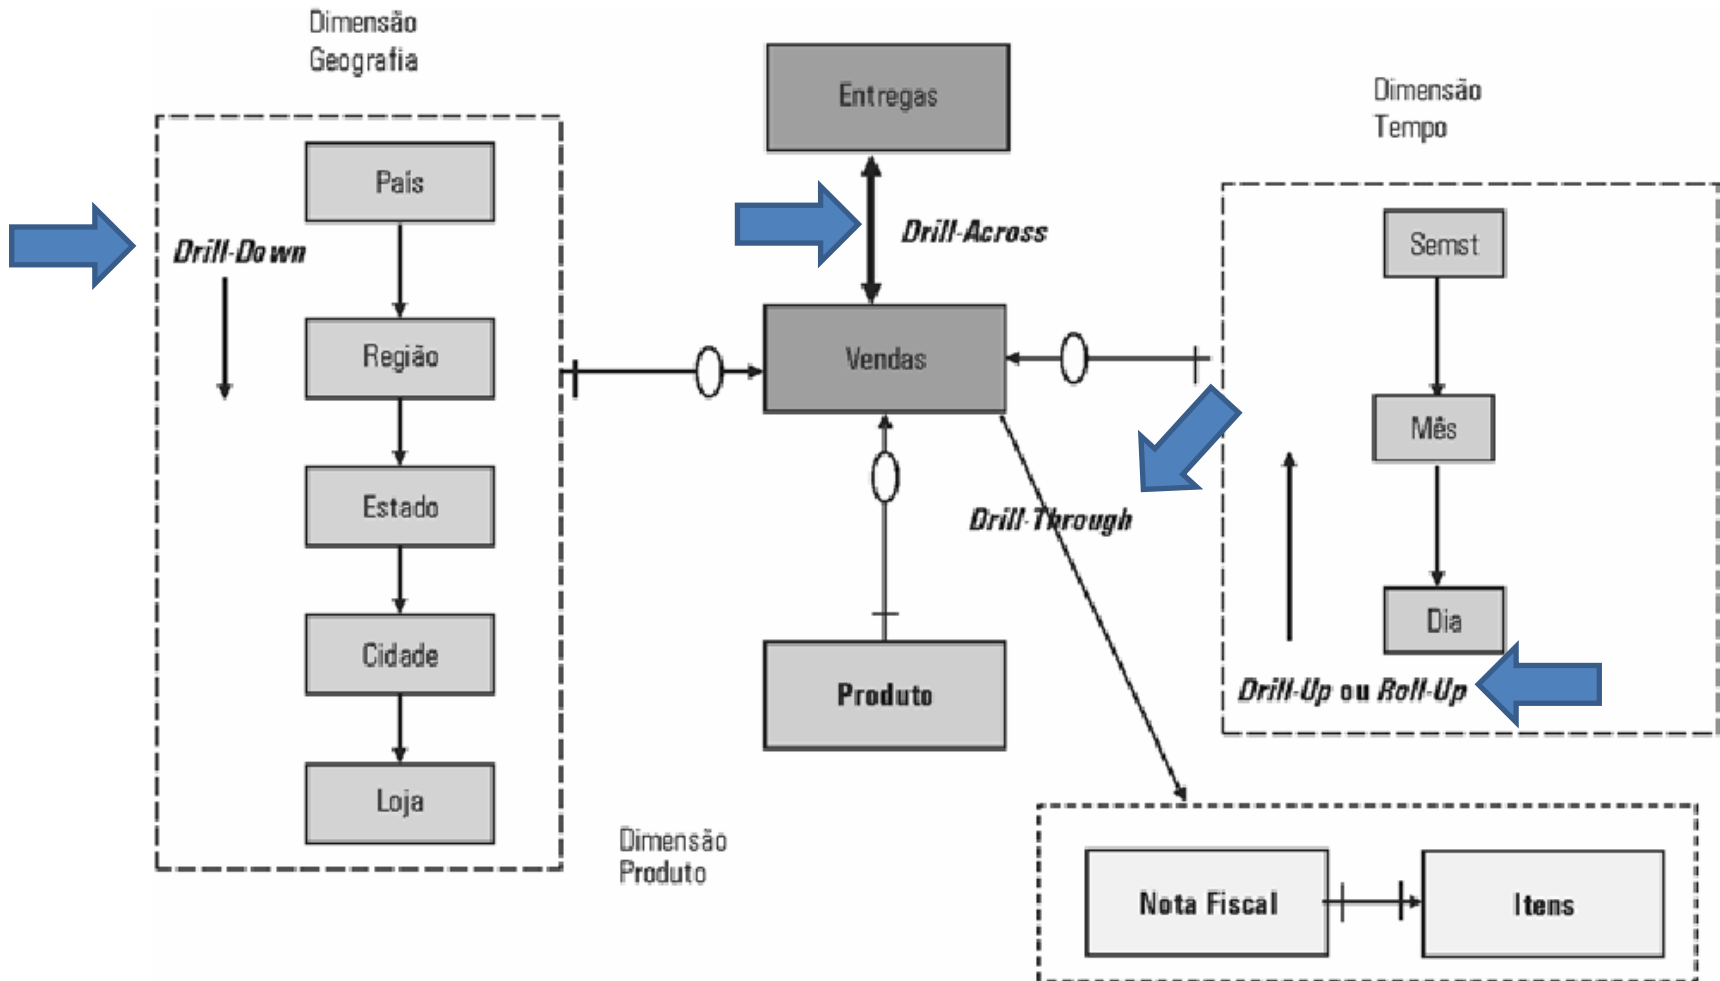 Dimensão
Geografia
País
Drill-Down
Região
Estado
Cidade
Loja
Entregas
Drill-Across
Vendas
Drill-Through
Produto
Dimensão
Produto
Dimensão
Tempo
Semst
Mês
Dia
Drill-Up ou Roll-Up
Nota Fiscal
Itens